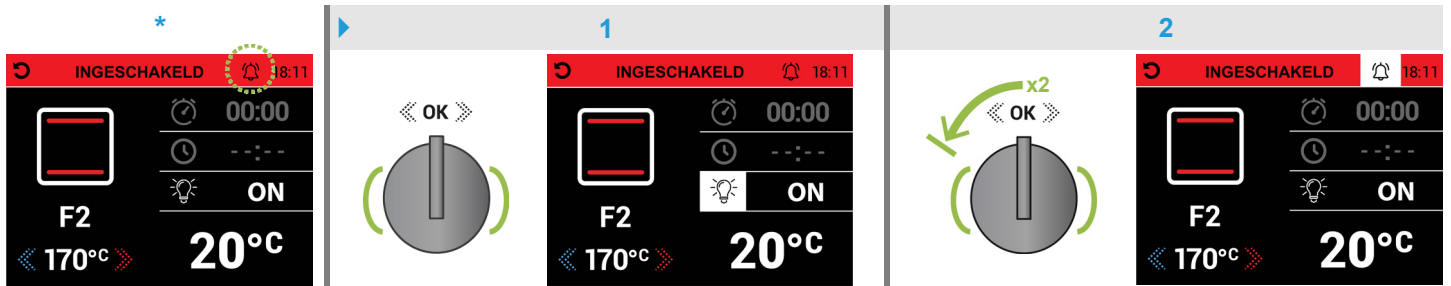 *
INGESCHAKELD 18:11
00:00
--:--
ON
F2
170°C
20°C
1
OK
INGESCHAKELD 18:11
00:00
--:--
ON
F2
170°C
20°C
2
x2
OK
INGESCHAKELD 18:11
00:00
--:--
ON
F2
170°C
20°C